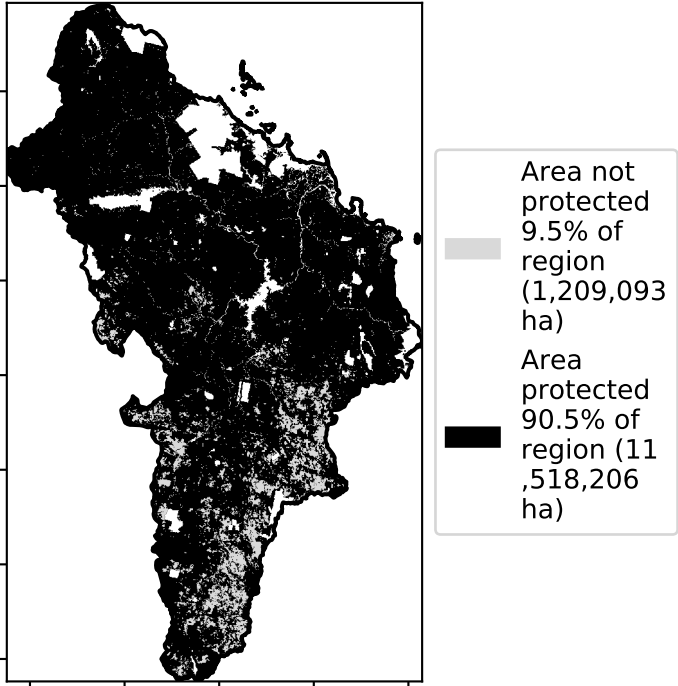 Area not
protected
9.5% of
region
(1,209,093
ha)
Area
protected
90.5% of
region (11
,518,206
ha)